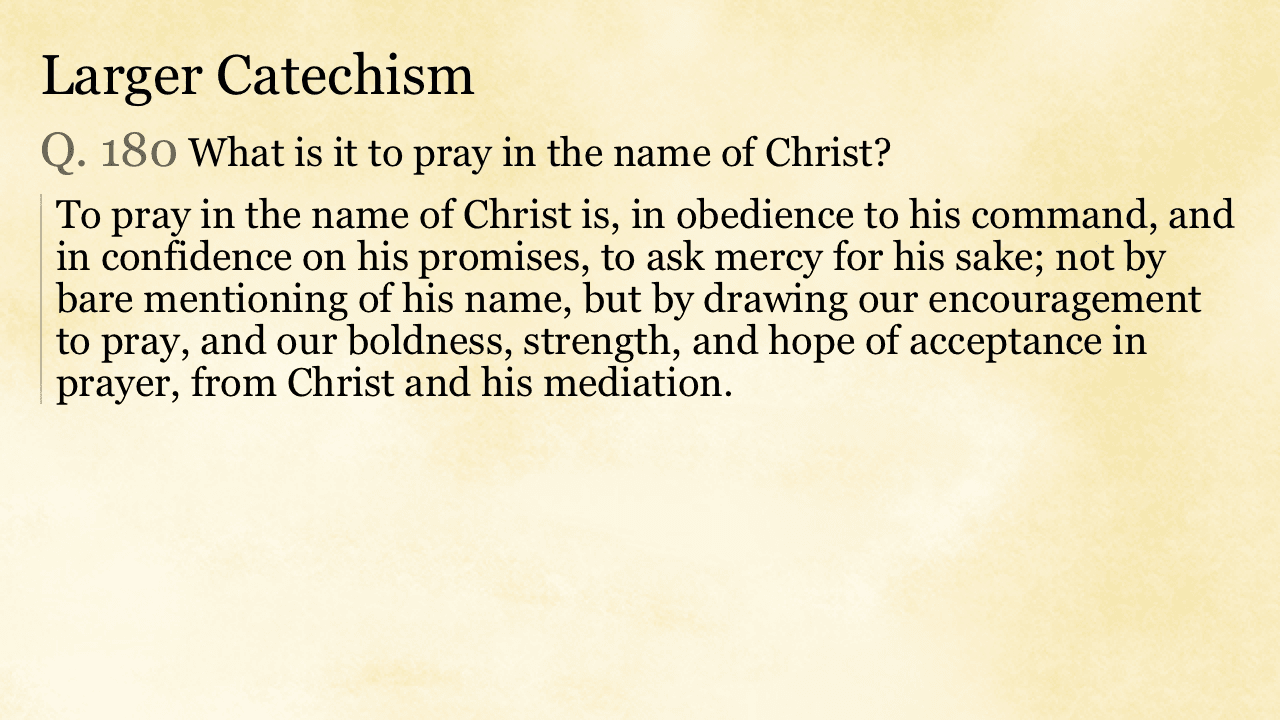 Larger Catechism
Q. 180 What is it to pray in the name of Christ?
To pray in the name of Christ is, in obedience to his command, and
in confidence on his promises, to ask mercy for his sake; not by
bare mentioning of his name, but by drawing our encouragement
to pray, and our boldness, strength, and hope of acceptance in
prayer, from Christ and his mediation.